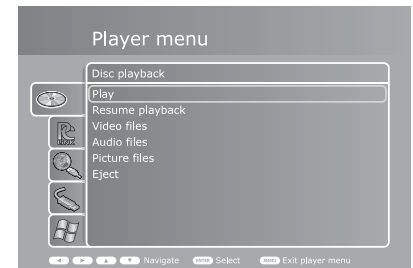 Player menu
Disc playback
Play
Resume playback
Video files
Audio files
Picture files
Eject
LINK
Navigate ENTER Select MENU Exit player menu